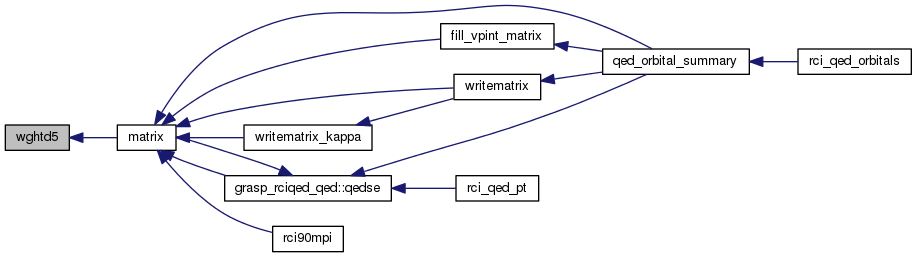 wghtd5
matrix
fill_vpint_matrix
writematrix
writematrix_kappa
grasp_rciqed_qed::qedse
rci90mpi
qed_orbital_summary
rci_qed_pt
rci_qed_orbitals